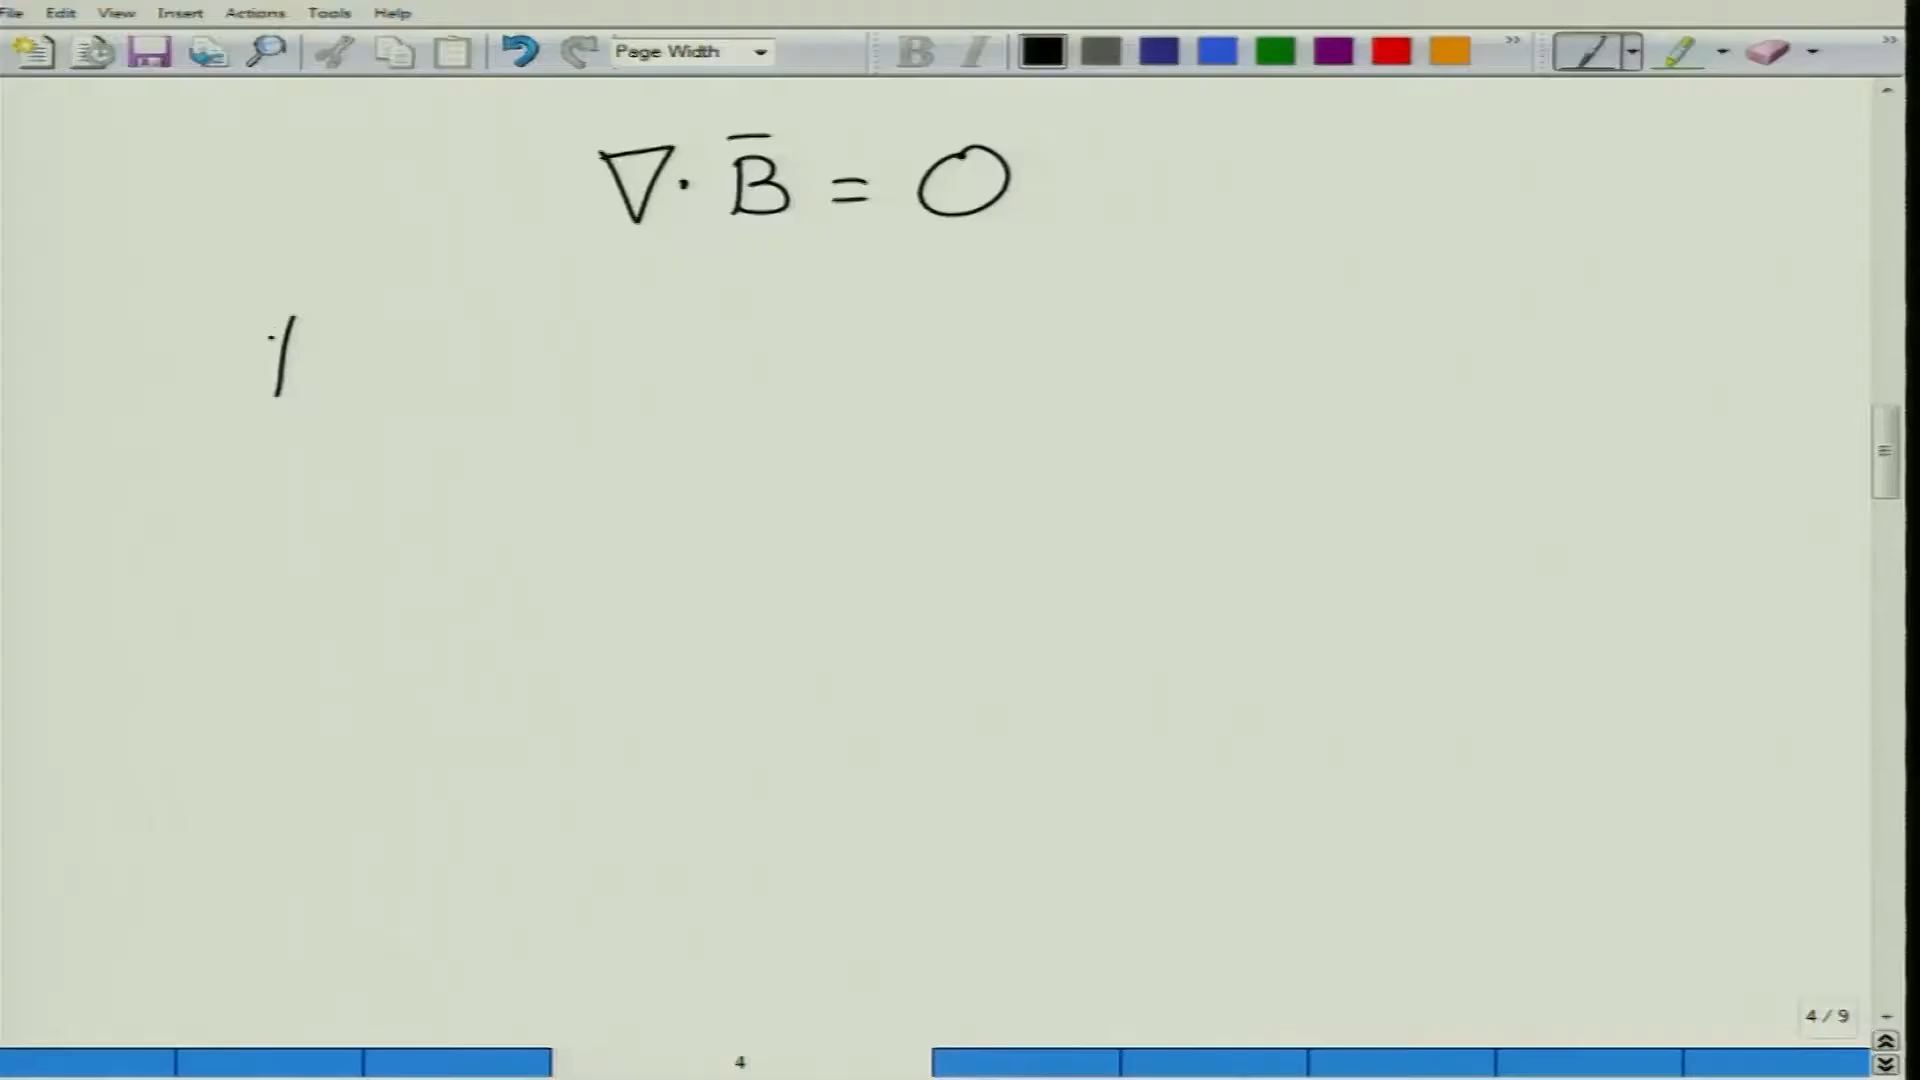 File Edit View Insert Actions Tools Help
Page Width B I
∇· B̅ = 0
4 / 9
4